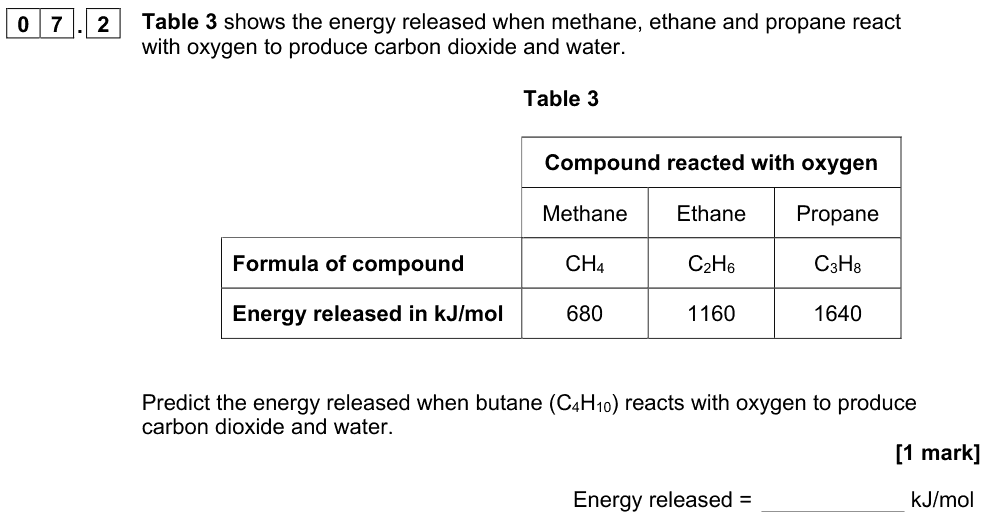 0 7 . 2 Table 3 shows the energy released when methane, ethane and propane react
with oxygen to produce carbon dioxide and water.
Table 3
Compound reacted with oxygen
Methane Ethane Propane
Formula of compound CH₄ C₂H₆ C₃H₈
Energy released in kJ/mol 680 1160 1640
Predict the energy released when butane (C₄H₁₀) reacts with oxygen to produce
carbon dioxide and water.
[1 mark]
Energy released = ____________ kJ/mol